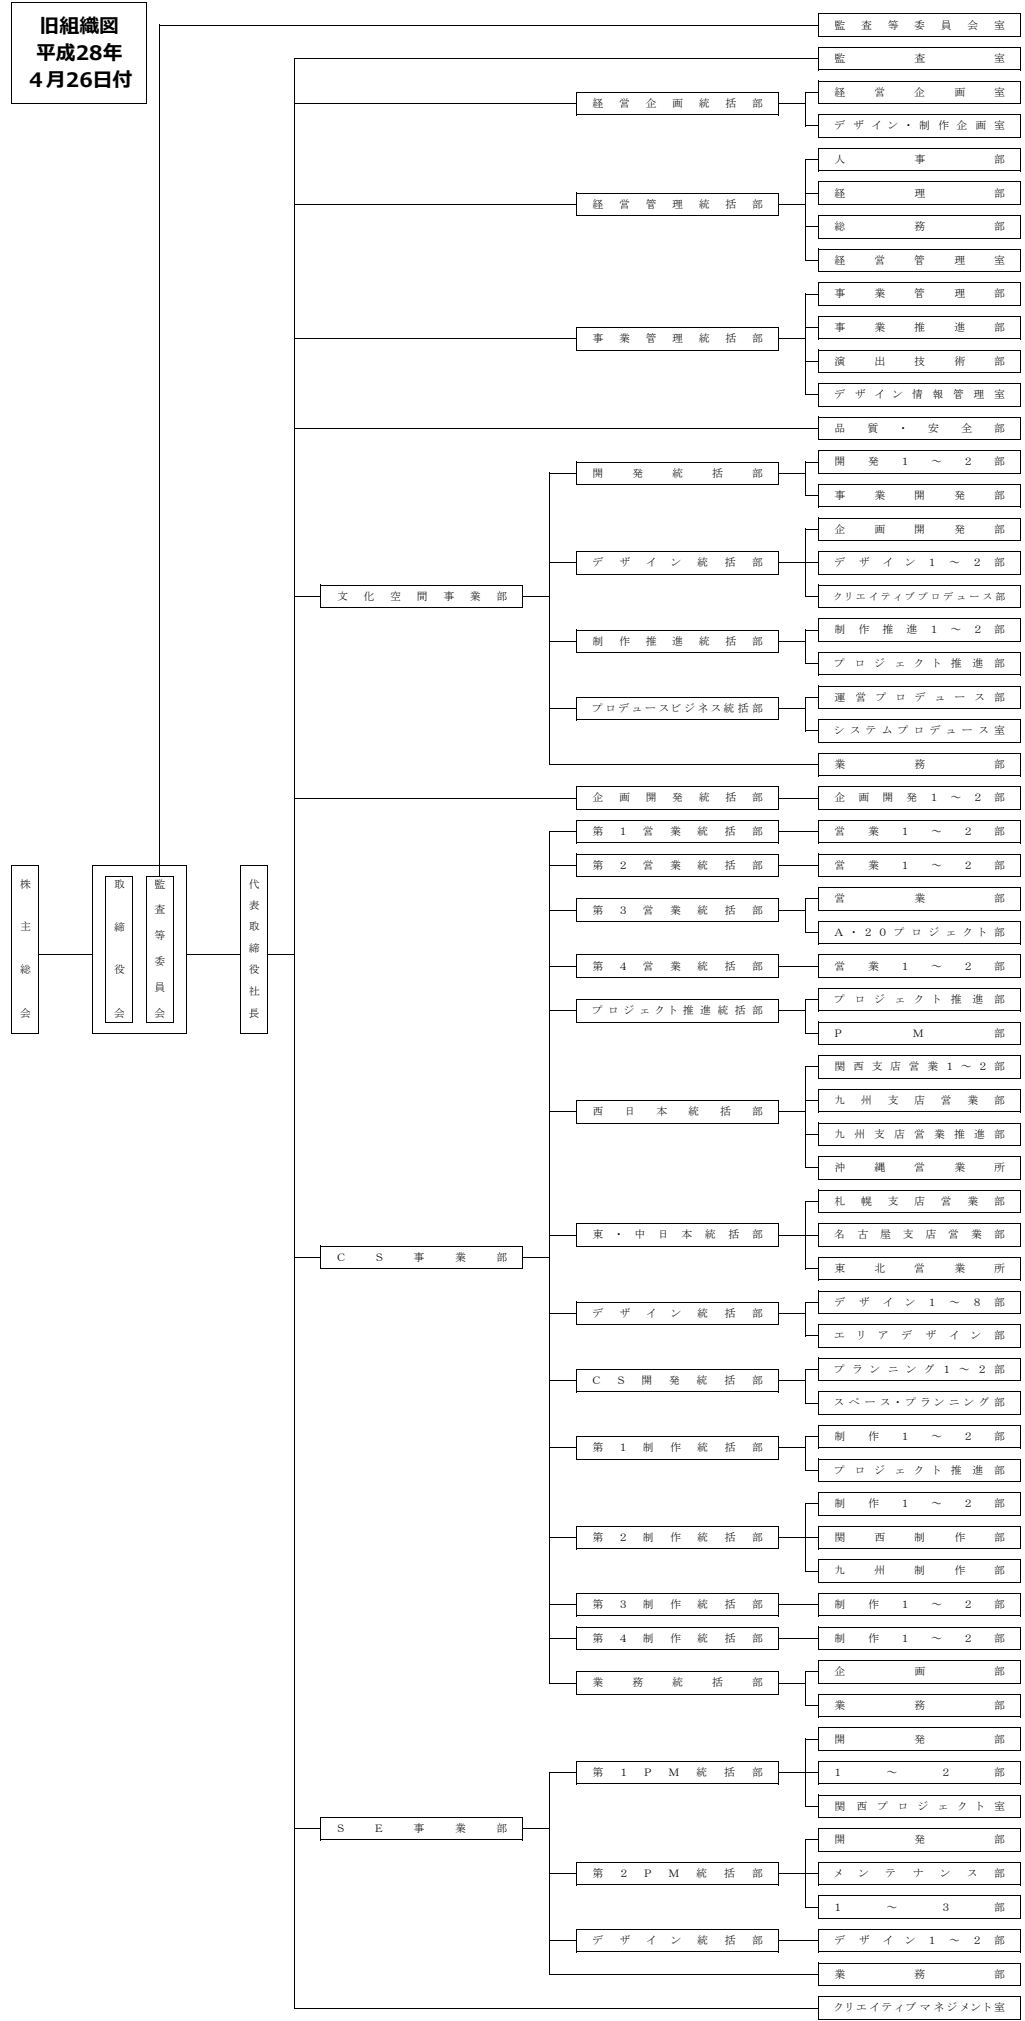 旧組織図
平成28年
４月26日付
監査等委員会室
監査室
経営企画統括部
経営企画室
デザイン・制作企画室
経営管理統括部
人事部
経理部
総務部
経営管理室
事業管理統括部
事業管理部
事業推進部
演出技術部
デザイン情報管理室
品質・安全部
文化空間事業部
開発統括部
開発1～2部
事業開発部
デザイン統括部
企画開発部
デザイン1～2部
クリエイティブプロデュース部
制作推進統括部
制作推進1～2部
プロジェクト推進部
プロデュースビジネス統括部
運営プロデュース部
システムプロデュース室
業務部
企画開発統括部
企画開発1～2部
株主総会
取締役会
監査等委員会
代表取締役社長
CS事業部
第1営業統括部
営業1～2部
第2営業統括部
営業1～2部
第3営業統括部
営業部
A・20プロジェクト部
第4営業統括部
営業1～2部
プロジェクト推進統括部
プロジェクト推進部
PM部
西日本統括部
関西支店営業1～2部
九州支店営業部
九州支店営業推進部
沖縄営業所
東・中日本統括部
札幌支店営業部
名古屋支店営業部
東北営業所
デザイン統括部
デザイン1～8部
エリアデザイン部
CS開発統括部
プランニング1～2部
スペース・プランニング部
第1制作統括部
制作1～2部
プロジェクト推進部
第2制作統括部
制作1～2部
関西制作部
九州制作部
第3制作統括部
制作1～2部
第4制作統括部
制作1～2部
業務統括部
企画部
業務部
SE事業部
第1PM統括部
開発部
1～2部
関西プロジェクト室
第2PM統括部
開発部
メンテナンス部
1～3部
デザイン統括部
デザイン1～2部
業務部
クリエイティブマネジメント室